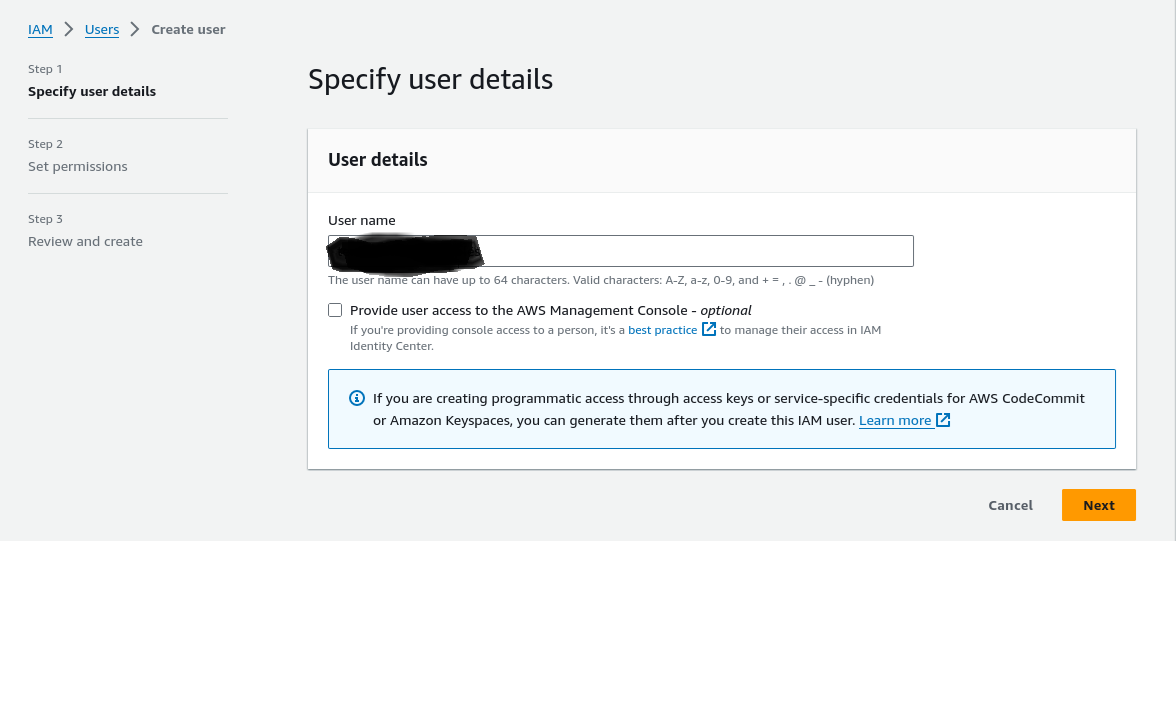 IAM > Users > Create user
Step 1
Specify user details
Step 2
Set permissions
Step 3
Review and create
Specify user details
User details
User name
The user name can have up to 64 characters. Valid characters: A-Z, a-z, 0-9, and + = , . @ _ - (hyphen)
Provide user access to the AWS Management Console - optional
If you're providing console access to a person, it's a best practice to manage their access in IAM
Identity Center.
If you are creating programmatic access through access keys or service-specific credentials for AWS CodeCommit
or Amazon Keyspaces, you can generate them after you create this IAM user. Learn more
Cancel
Next